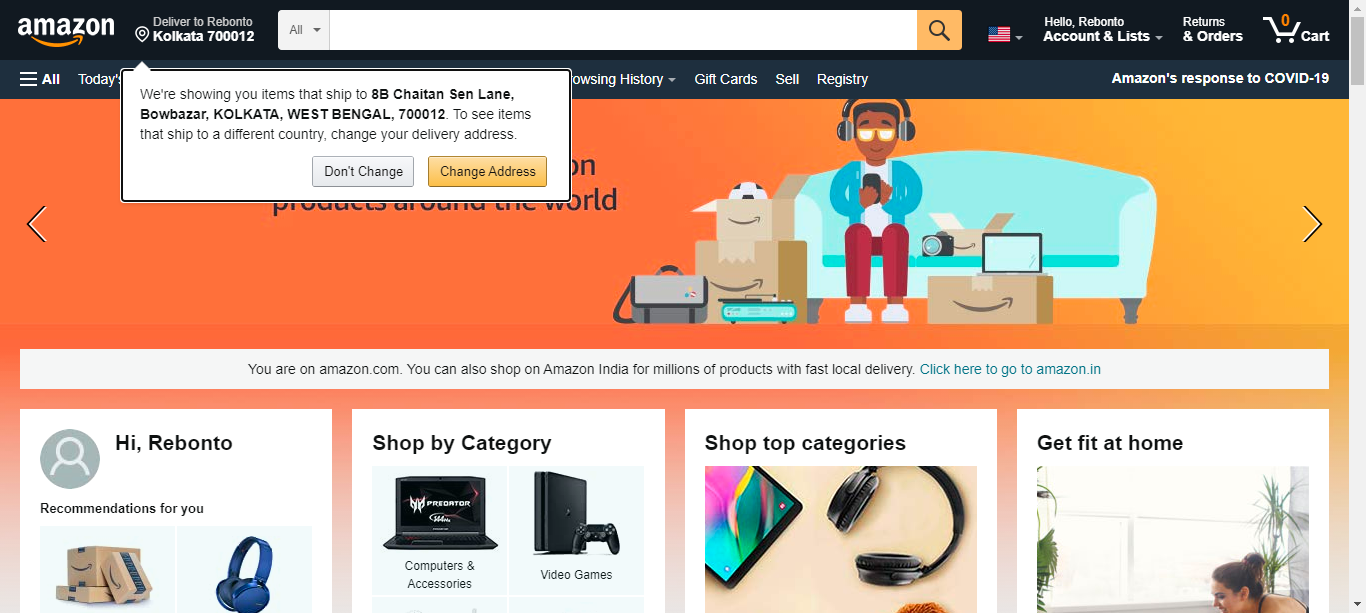 amazon
Deliver to Rebonto
Kolkata 700012
All
Hello, Rebonto
Account & Lists
Returns
& Orders
0
Cart
All
Today's
rowsing History
Gift Cards
Sell
Registry
Amazon's response to COVID-19
We're showing you items that ship to 8B Chaitan Sen Lane,
Bowbazar, KOLKATA, WEST BENGAL, 700012. To see items
that ship to a different country, change your delivery address.
Don't Change
Change Address
on
products around the world
You are on amazon.com. You can also shop on Amazon India for millions of products with fast local delivery. Click here to go to amazon.in
Hi, Rebonto
Recommendations for you
Shop by Category
PREDATOR
Computers &
Accessories
Video Games
Shop top categories
Get fit at home